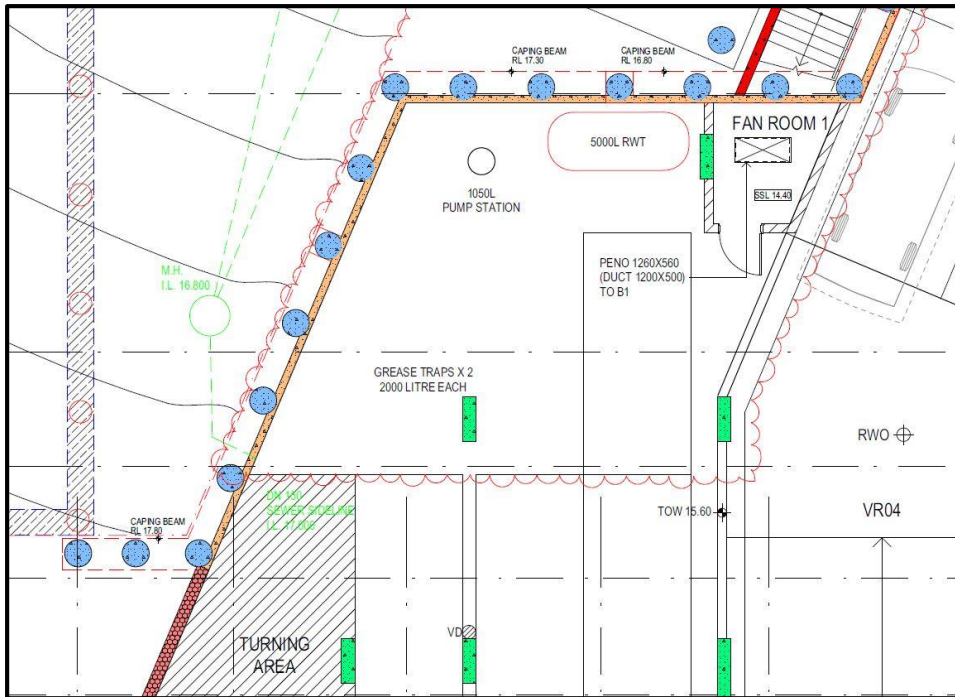 CAPING BEAM
RL 17.30
CAPING BEAM
RL 16.80
FAN ROOM 1
5000L RWT
1050L
PUMP STATION
SSL 14.40
M.H.
I.L. 16.800
PENO 1260X560
(DUCT 1200X500)
TO B1
GREASE TRAPS X 2
2000 LITRE EACH
RWO
DN 150
SEWER SIDELINE
I.L. 17.006
CAPING BEAM
RL 17.80
TOW 15.60
VR04
VD
TURNING
AREA